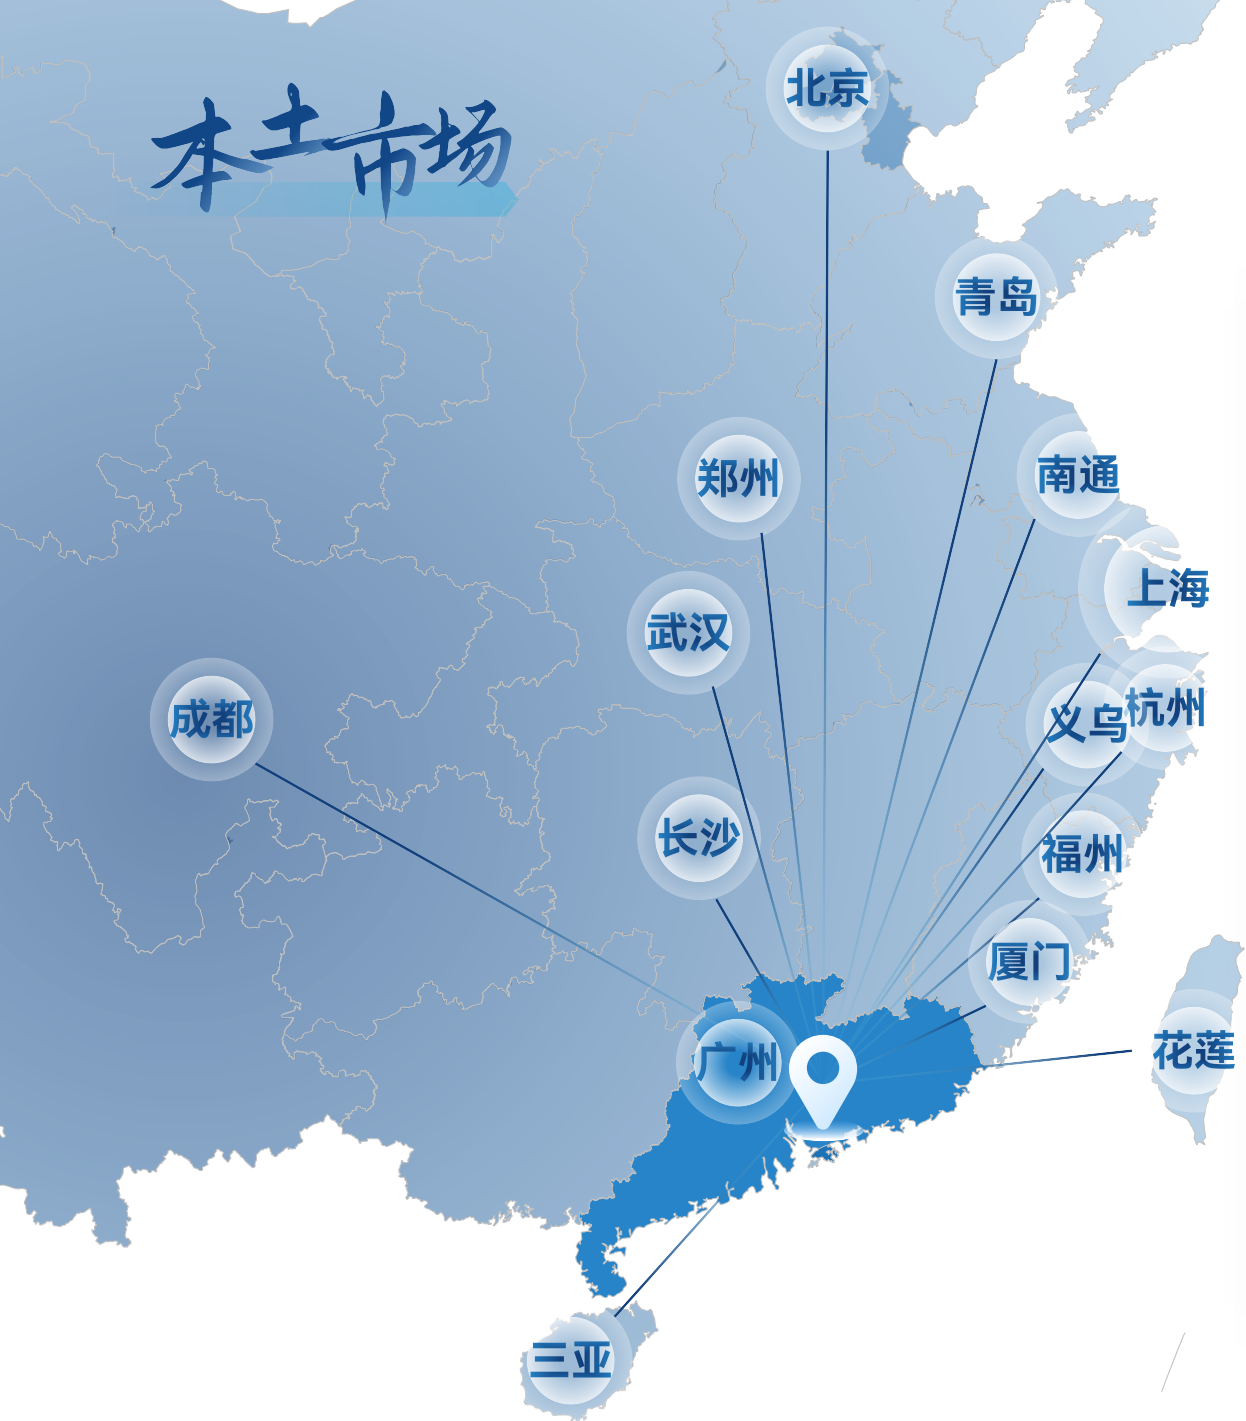 本土市场
北京
青岛
郑州
南通
上海
武汉
成都
义乌
杭州
长沙
福州
厦门
花莲
广州
三亚